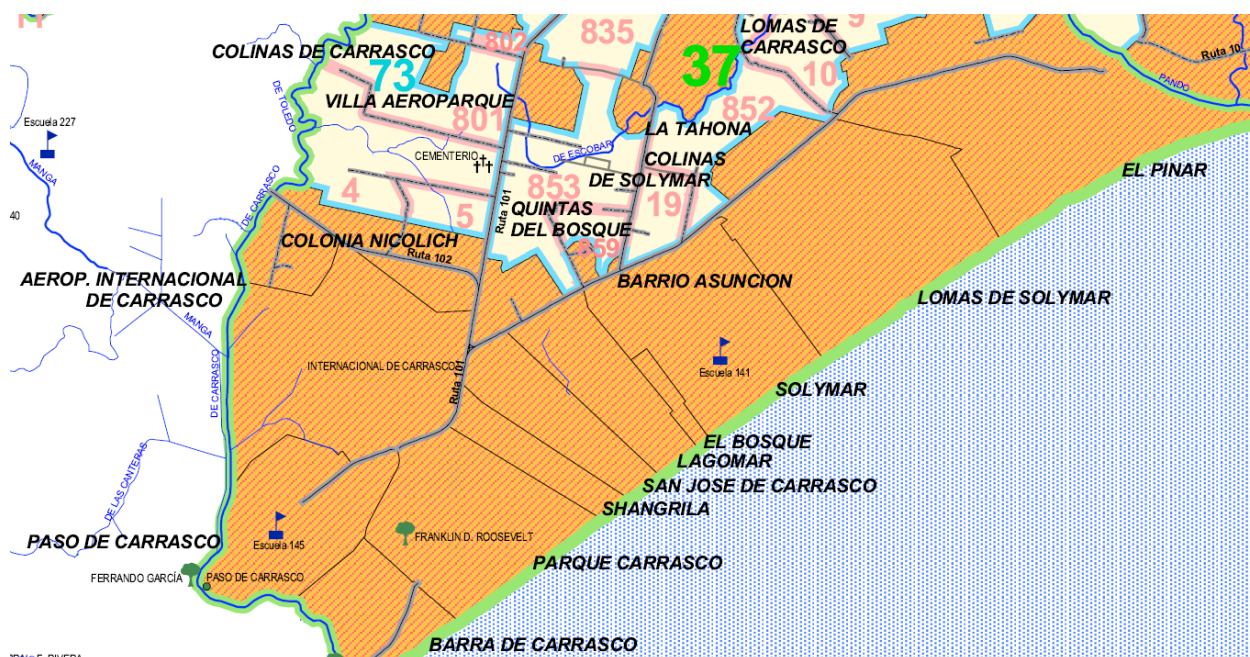 COLINAS DE CARRASCO
802
835
LOMAS DE
CARRASCO
9
37
73
10
Ruta 10
PANDO
DE TOLEDO
VILLA AEROPARQUE
801
852
Escuela 227
LA TAHONA
CEMENTERIO
DE ESCOBAR
COLINAS
DE SOLYMAR
MANGA
EL PINAR
4
853
19
DE CARRASCO
5
Ruta 101
QUINTAS
DEL BOSQUE
40
COLONIA NICOLICH
859
Ruta 102
AEROP. INTERNACIONAL
DE CARRASCO
BARRIO ASUNCION
LOMAS DE SOLYMAR
MANGA
INTERNACIONAL DE CARRASCO
Ruta 101
DE CARRASCO
Escuela 141
SOLYMAR
EL BOSQUE
LAGOMAR
DE LAS CANTERAS
SAN JOSE DE CARRASCO
SHANGRILA
PASO DE CARRASCO
Escuela 145
FRANKLIN D. ROOSEVELT
PARQUE CARRASCO
FERRANDO GARCÍA
PASO DE CARRASCO
BARRA DE CARRASCO